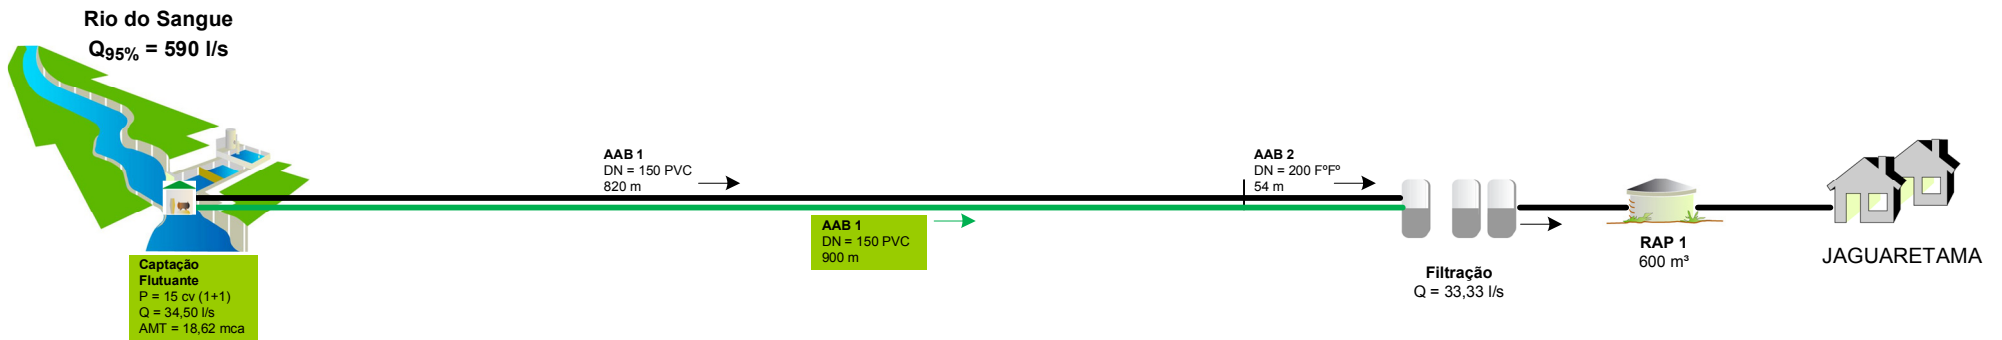 Rio do Sangue
Q95% = 590 l/s
AAB 1
DN = 150 PVC
820 m
AAB 2
DN = 200 FºFº
54 m
AAB 1
DN = 150 PVC
900 m
Captação
Flutuante
P = 15 cv (1+1)
Q = 34,50 l/s
AMT = 18,62 mca
Filtração
Q = 33,33 l/s
RAP 1
600 m³
JAGUARETAMA